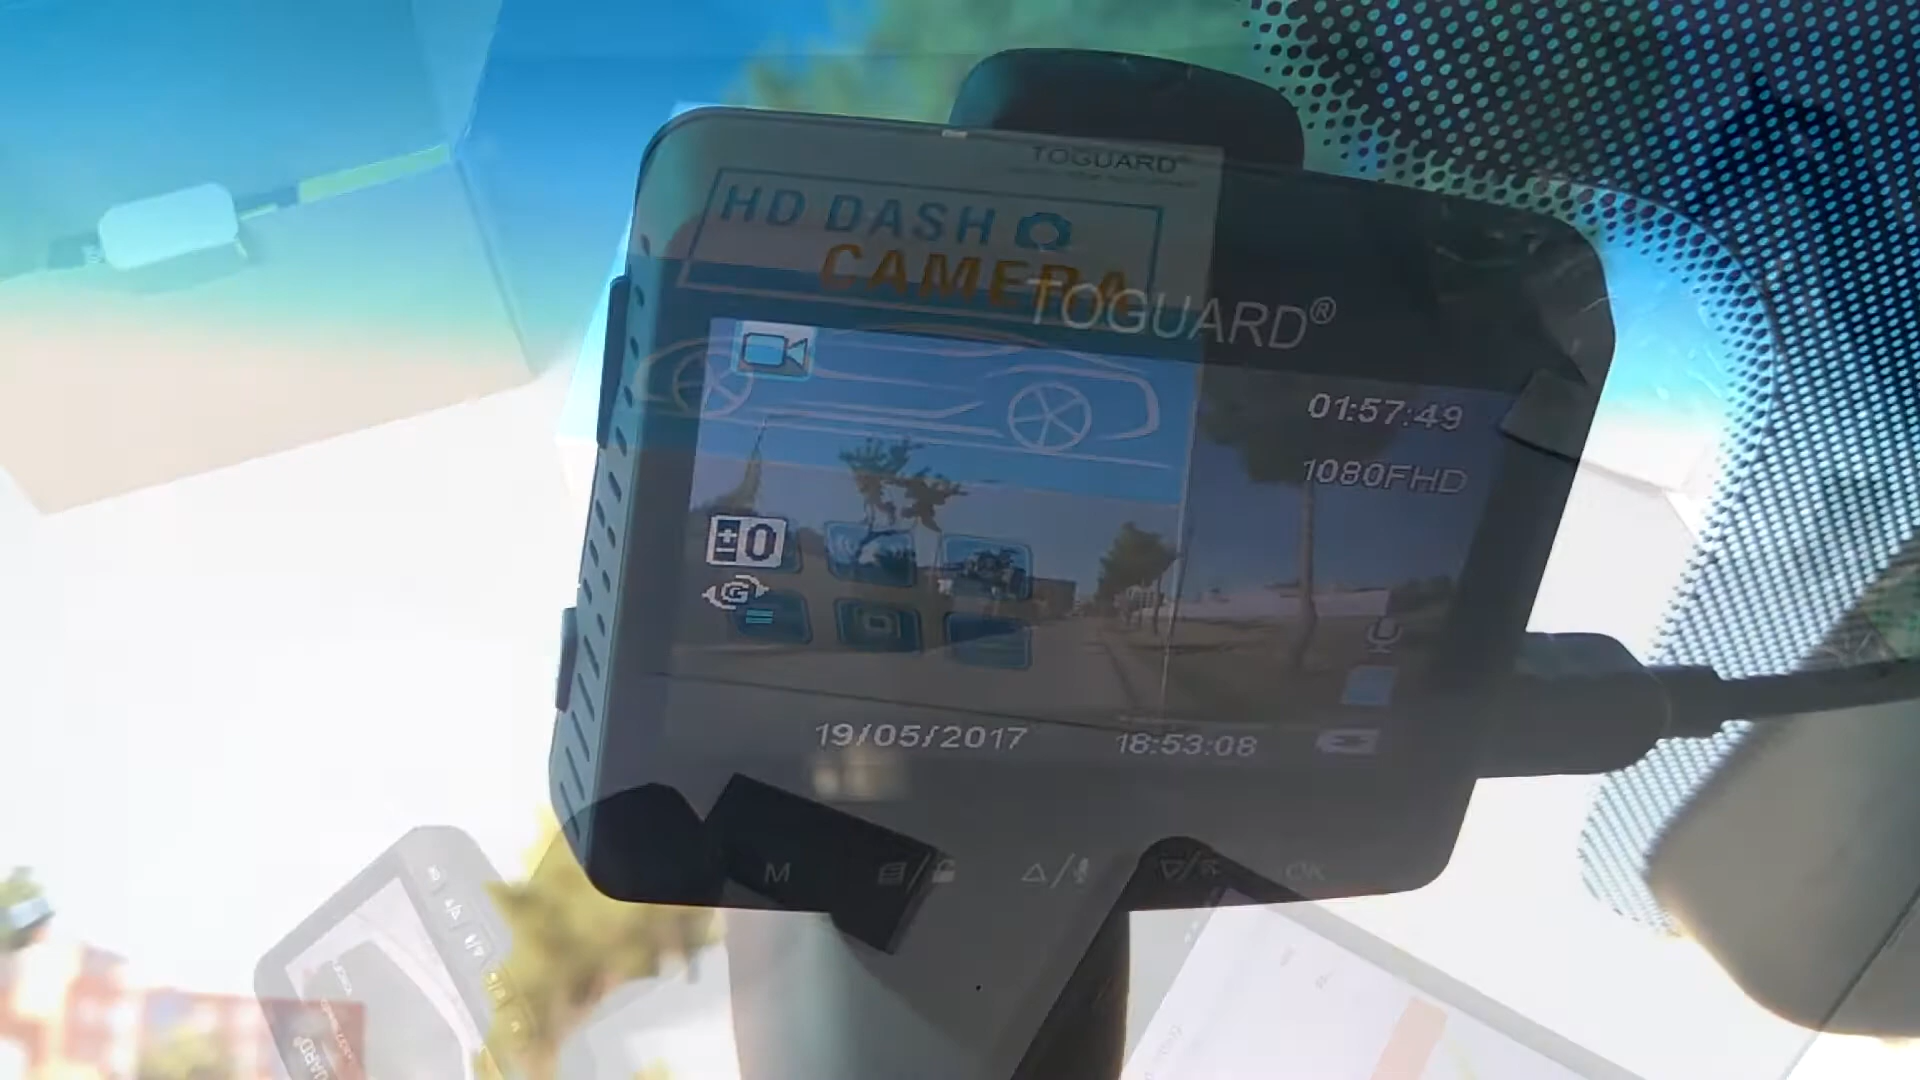 TOGUARD®
HD DASH
CAMERA
TOGUARD®
01:57:49
1080FHD
±0
G
19/05/2017
18:53:08
M
OK